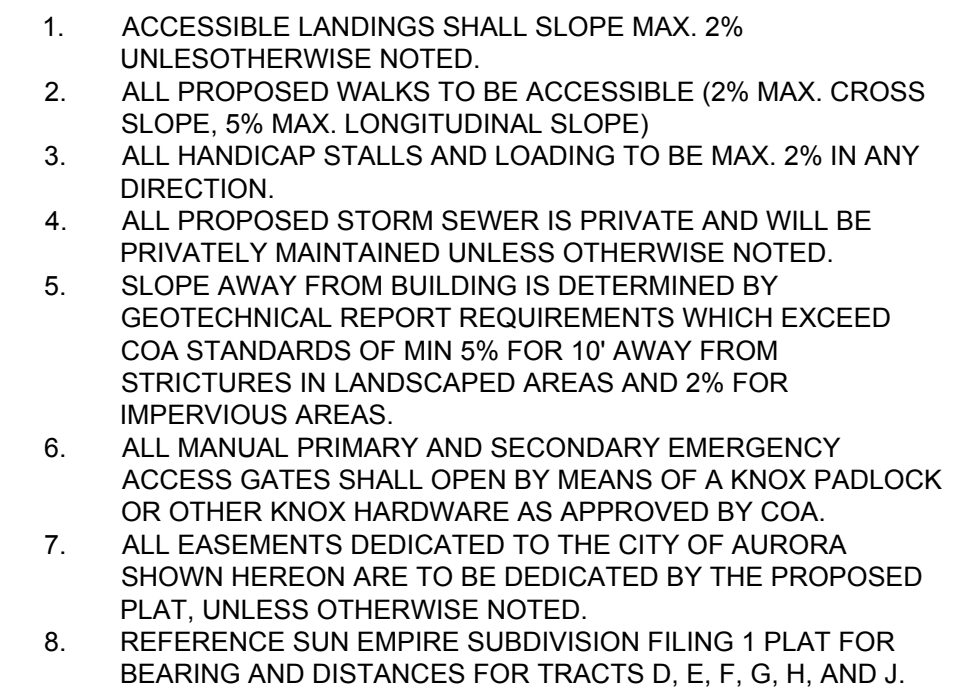 1. ACCESSIBLE LANDINGS SHALL SLOPE MAX. 2%
UNLESOTHERWISE NOTED.
2. ALL PROPOSED WALKS TO BE ACCESSIBLE (2% MAX. CROSS
SLOPE, 5% MAX. LONGITUDINAL SLOPE)
3. ALL HANDICAP STALLS AND LOADING TO BE MAX. 2% IN ANY
DIRECTION.
4. ALL PROPOSED STORM SEWER IS PRIVATE AND WILL BE
PRIVATELY MAINTAINED UNLESS OTHERWISE NOTED.
5. SLOPE AWAY FROM BUILDING IS DETERMINED BY
GEOTECHNICAL REPORT REQUIREMENTS WHICH EXCEED
COA STANDARDS OF MIN 5% FOR 10' AWAY FROM
STRICTURES IN LANDSCAPED AREAS AND 2% FOR
IMPERVIOUS AREAS.
6. ALL MANUAL PRIMARY AND SECONDARY EMERGENCY
ACCESS GATES SHALL OPEN BY MEANS OF A KNOX PADLOCK
OR OTHER KNOX HARDWARE AS APPROVED BY COA.
7. ALL EASEMENTS DEDICATED TO THE CITY OF AURORA
SHOWN HEREON ARE TO BE DEDICATED BY THE PROPOSED
PLAT, UNLESS OTHERWISE NOTED.
8. REFERENCE SUN EMPIRE SUBDIVISION FILING 1 PLAT FOR
BEARING AND DISTANCES FOR TRACTS D, E, F, G, H, AND J.